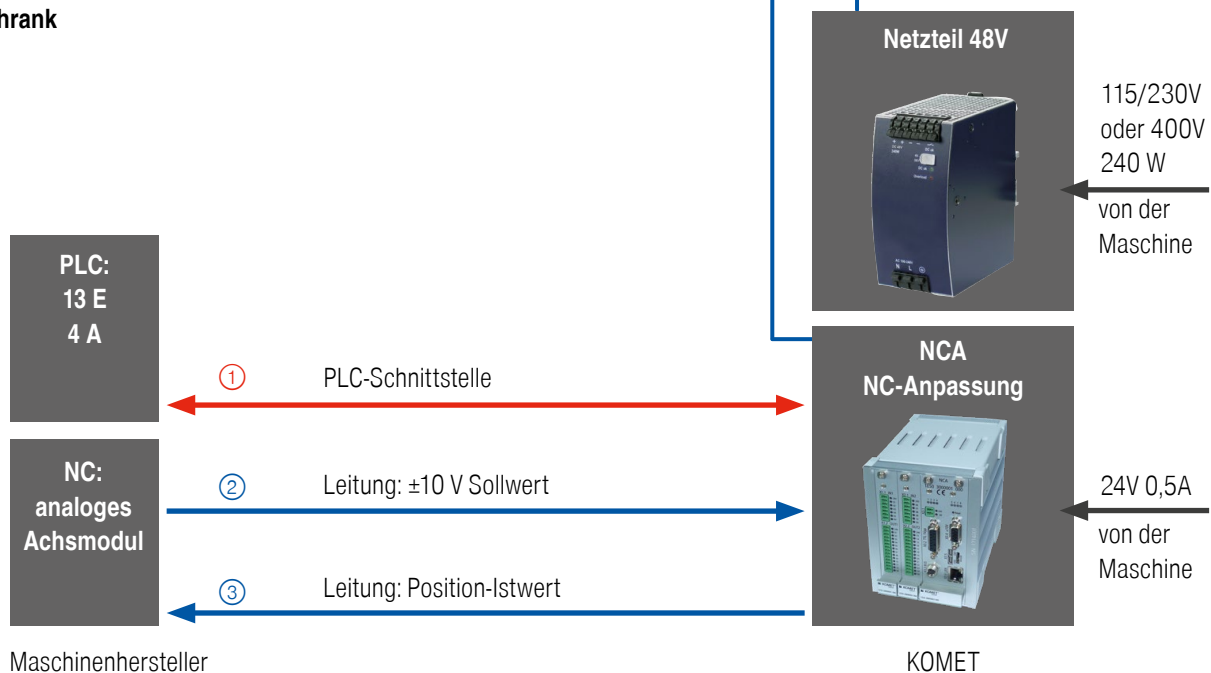 hrank
Netzteil 48V
115/230V
oder 400V
240 W
von der
Maschine
PLC:
13 E
4 A
① PLC-Schnittstelle
NCA
NC-Anpassung
NC:
analoges
Achsmodul
② Leitung: ±10 V Sollwert
③ Leitung: Position-Istwert
24V 0,5A
von der
Maschine
Maschinenhersteller
KOMET